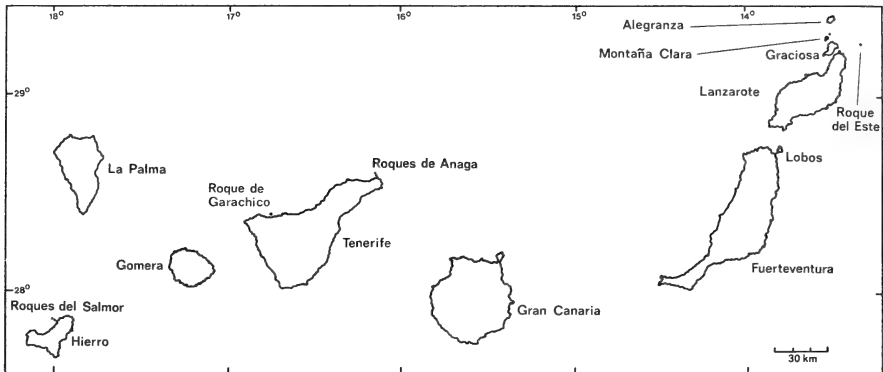 18°
17°
16°
15°
14°
Alegranza
Montaña Clara
Graciosa
29°
Lanzarote
Roque
del Este
Lobos
La Palma
Roques de Anaga
Roque de
Garachico
Tenerife
Gomera
Fuerteventura
28°
Roques del Salmor
Hierro
Gran Canaria
30 km